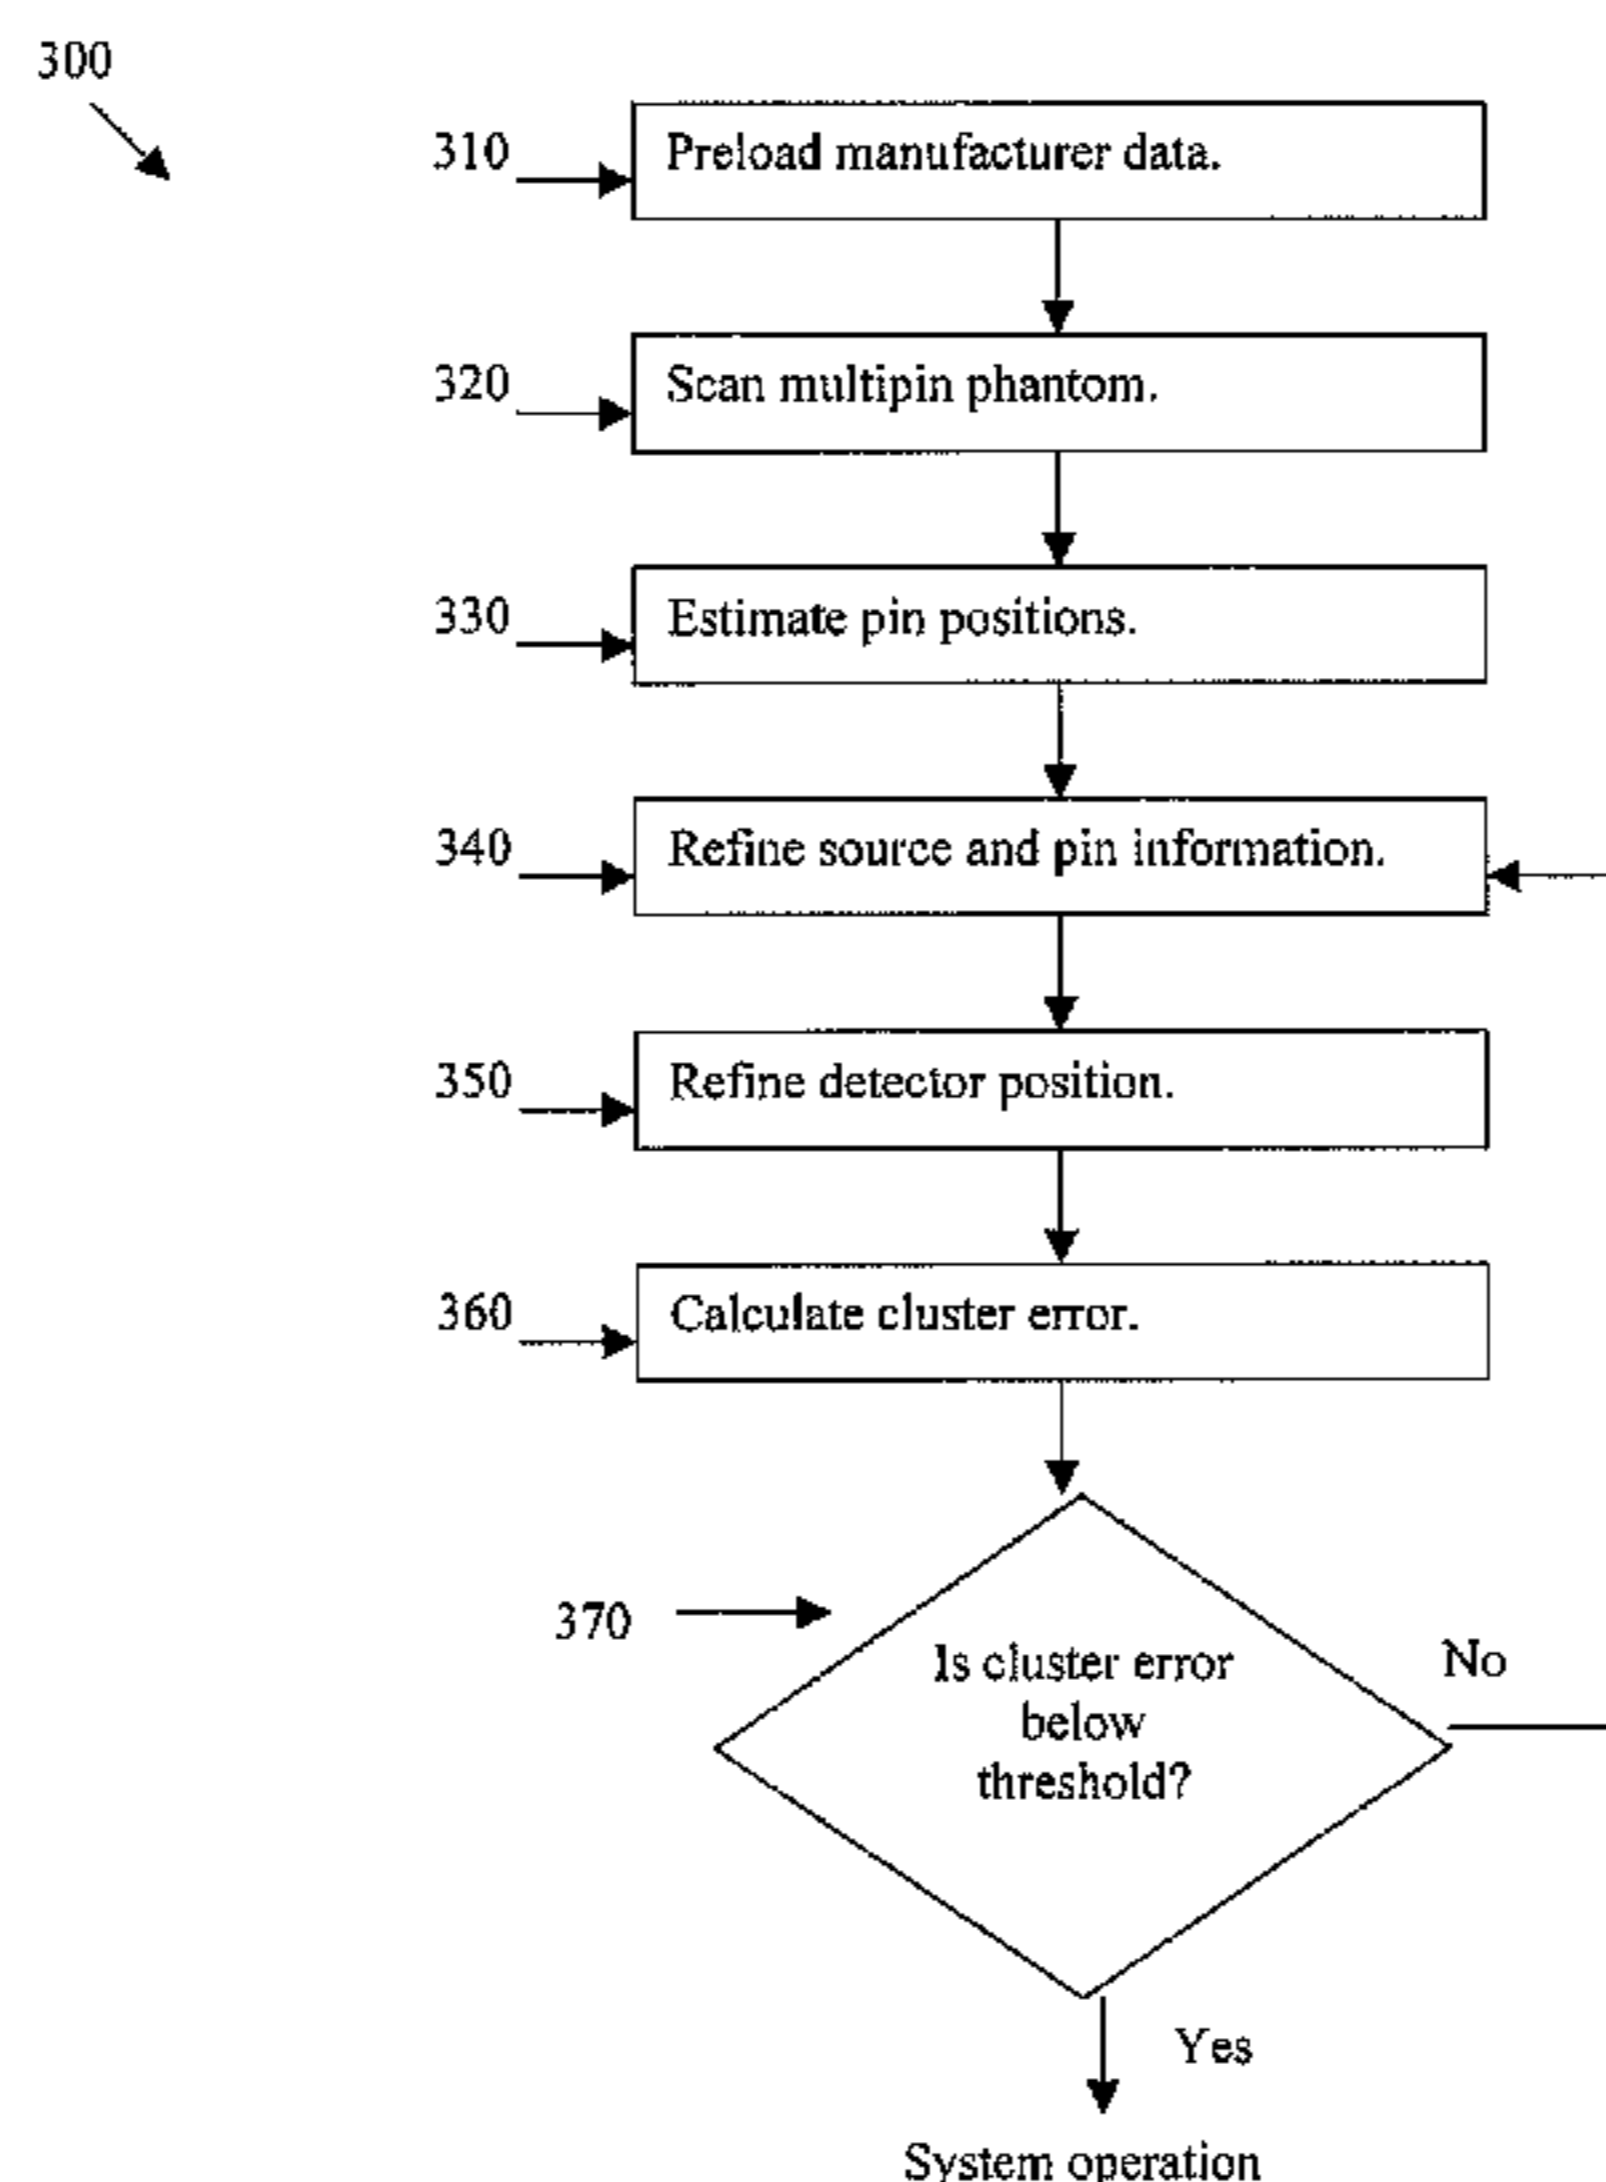 300
310
Preload manufacturer data.
320
Scan multipin phantom.
330
Estimate pin positions.
340
Refine source and pin information.
350
Refine detector position.
360
Calculate cluster error.
370
Is cluster error
below
threshold?
No
Yes
System operation